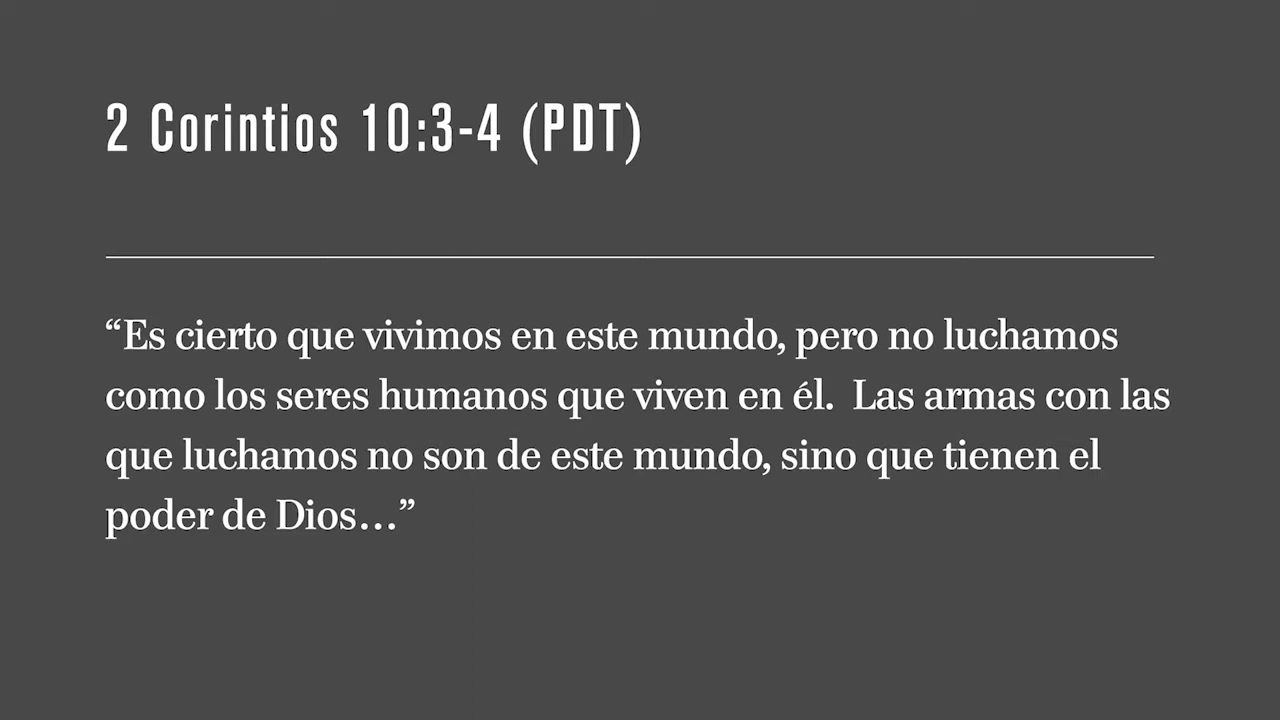 2 Corintios 10:3-4 (PDT)
“Es cierto que vivimos en este mundo, pero no luchamos
como los seres humanos que viven en él.  Las armas con las
que luchamos no son de este mundo, sino que tienen el
poder de Dios…”